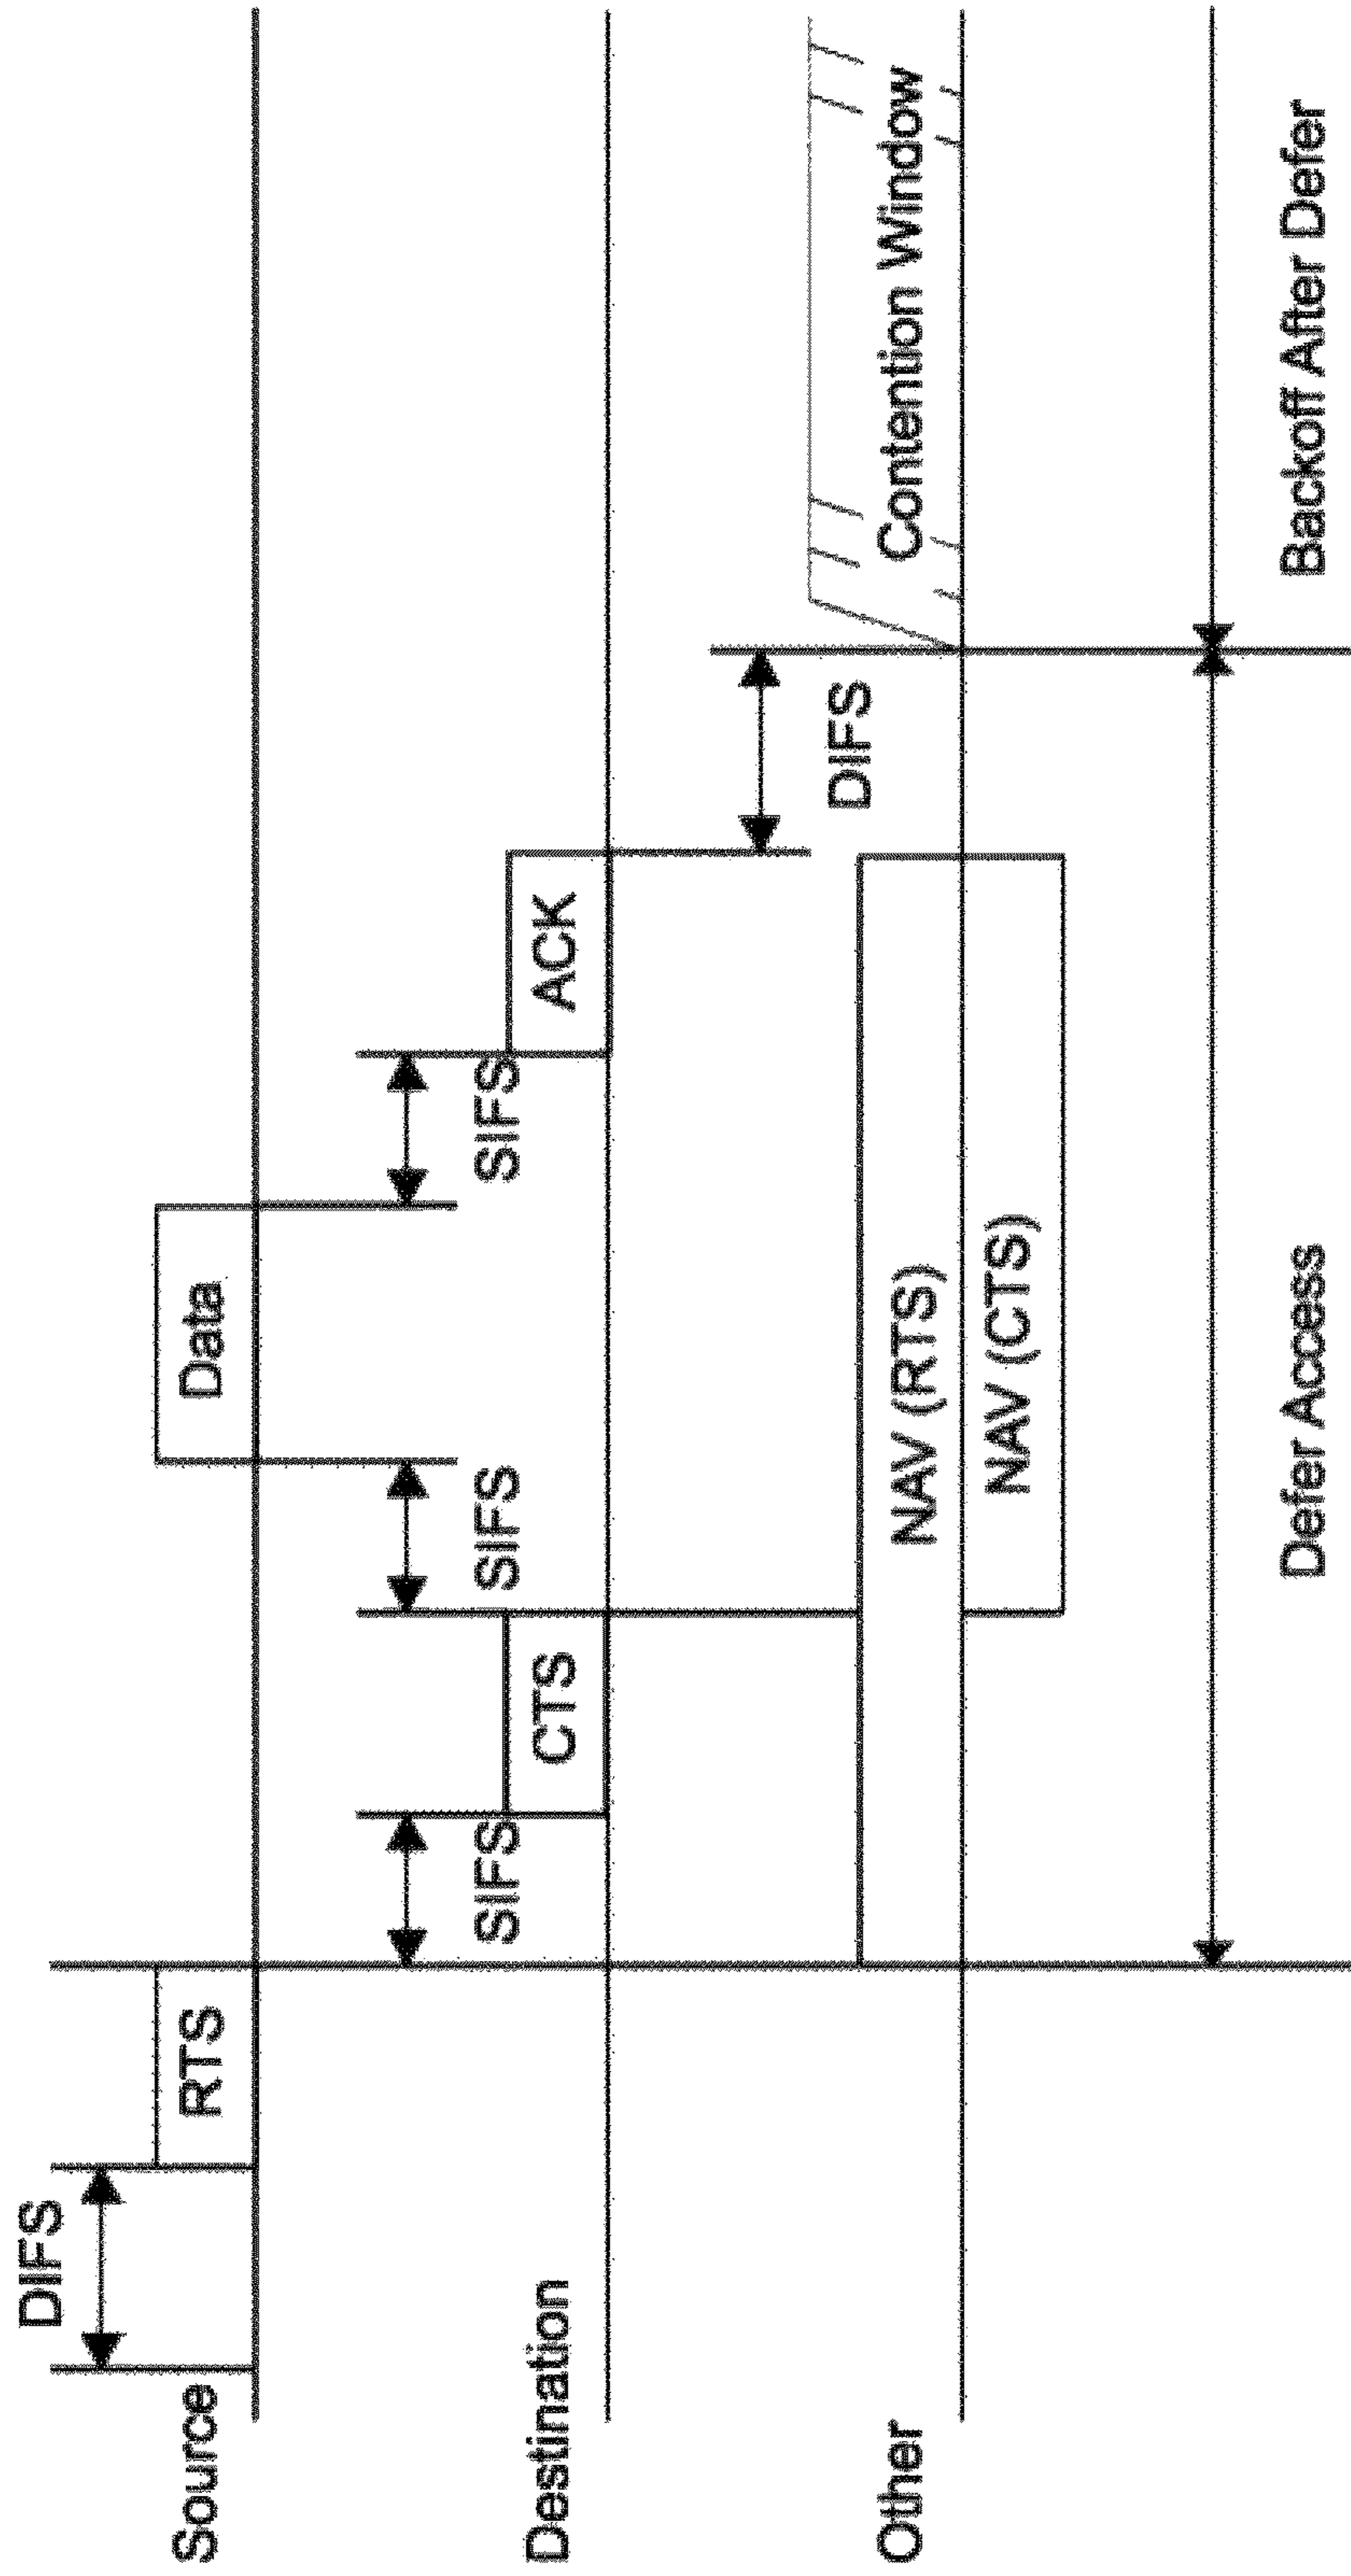 DIFS
Source
RTS
Data
SIFS
SIFS
SIFS
Destination
CTS
ACK
DIFS
Other
NAV (RTS)
NAV (CTS)
Contention Window
Defer Access
Backoff After Defer